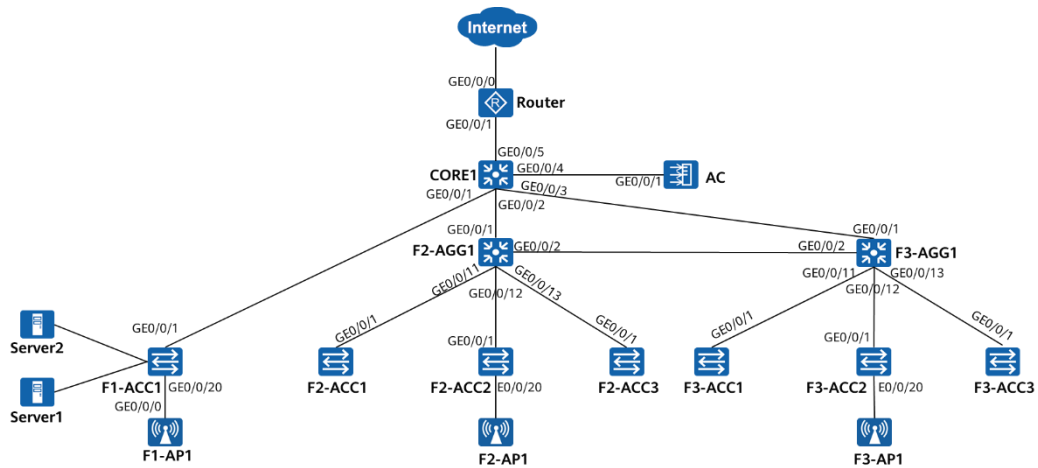 Internet
GE0/0/0
R
Router
GE0/0/1
GE0/0/5
CORE1
GE0/0/4
GE0/0/1
AC
GE0/0/1
GE0/0/3
GE0/0/2
GE0/0/1
F2-AGG1
GE0/0/2
GE0/0/1
GE0/0/2
F3-AGG1
GE0/0/11
GE0/0/12
GE0/0/13
GE0/0/11
GE0/0/12
GE0/0/13
Server2
GE0/0/1
GE0/0/1
GE0/0/1
GE0/0/1
GE0/0/1
GE0/0/1
GE0/0/1
Server1
F1-ACC1
GE0/0/20
F2-ACC1
F2-ACC2
E0/0/20
F2-ACC3
F3-ACC1
F3-ACC2
E0/0/20
F3-ACC3
GE0/0/0
F1-AP1
F2-AP1
F3-AP1